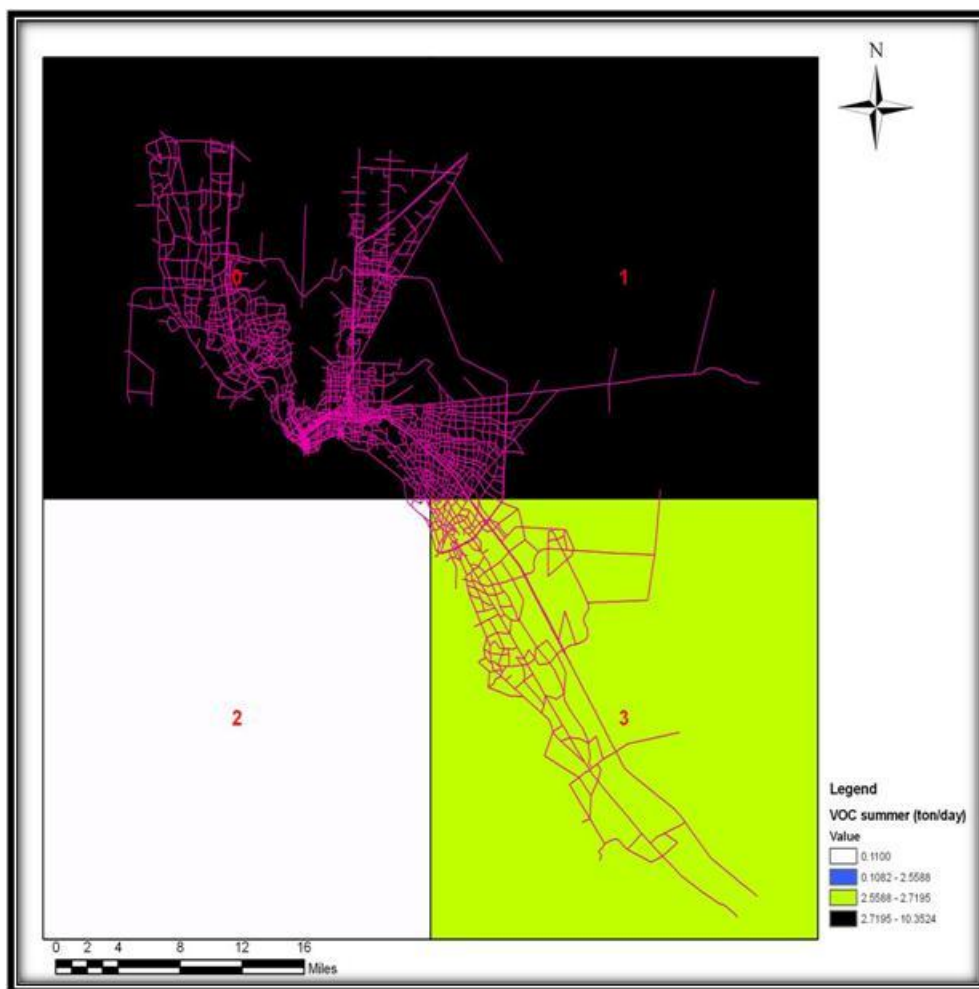 N
0
1
2
3
Legend
VOC summer (ton/day)
Value
0.1100
0.1082 - 2.5588
2.5588 - 2.7195
2.7195 - 10.3524
0 2 4 8 12 16
Miles